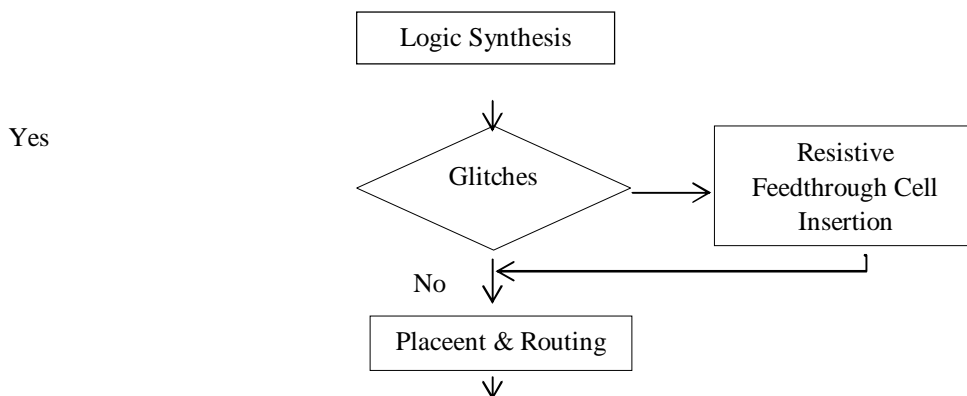 Logic Synthesis
Yes
Glitches
Resistive
Feedthrough Cell
Insertion
No
Placeent & Routing